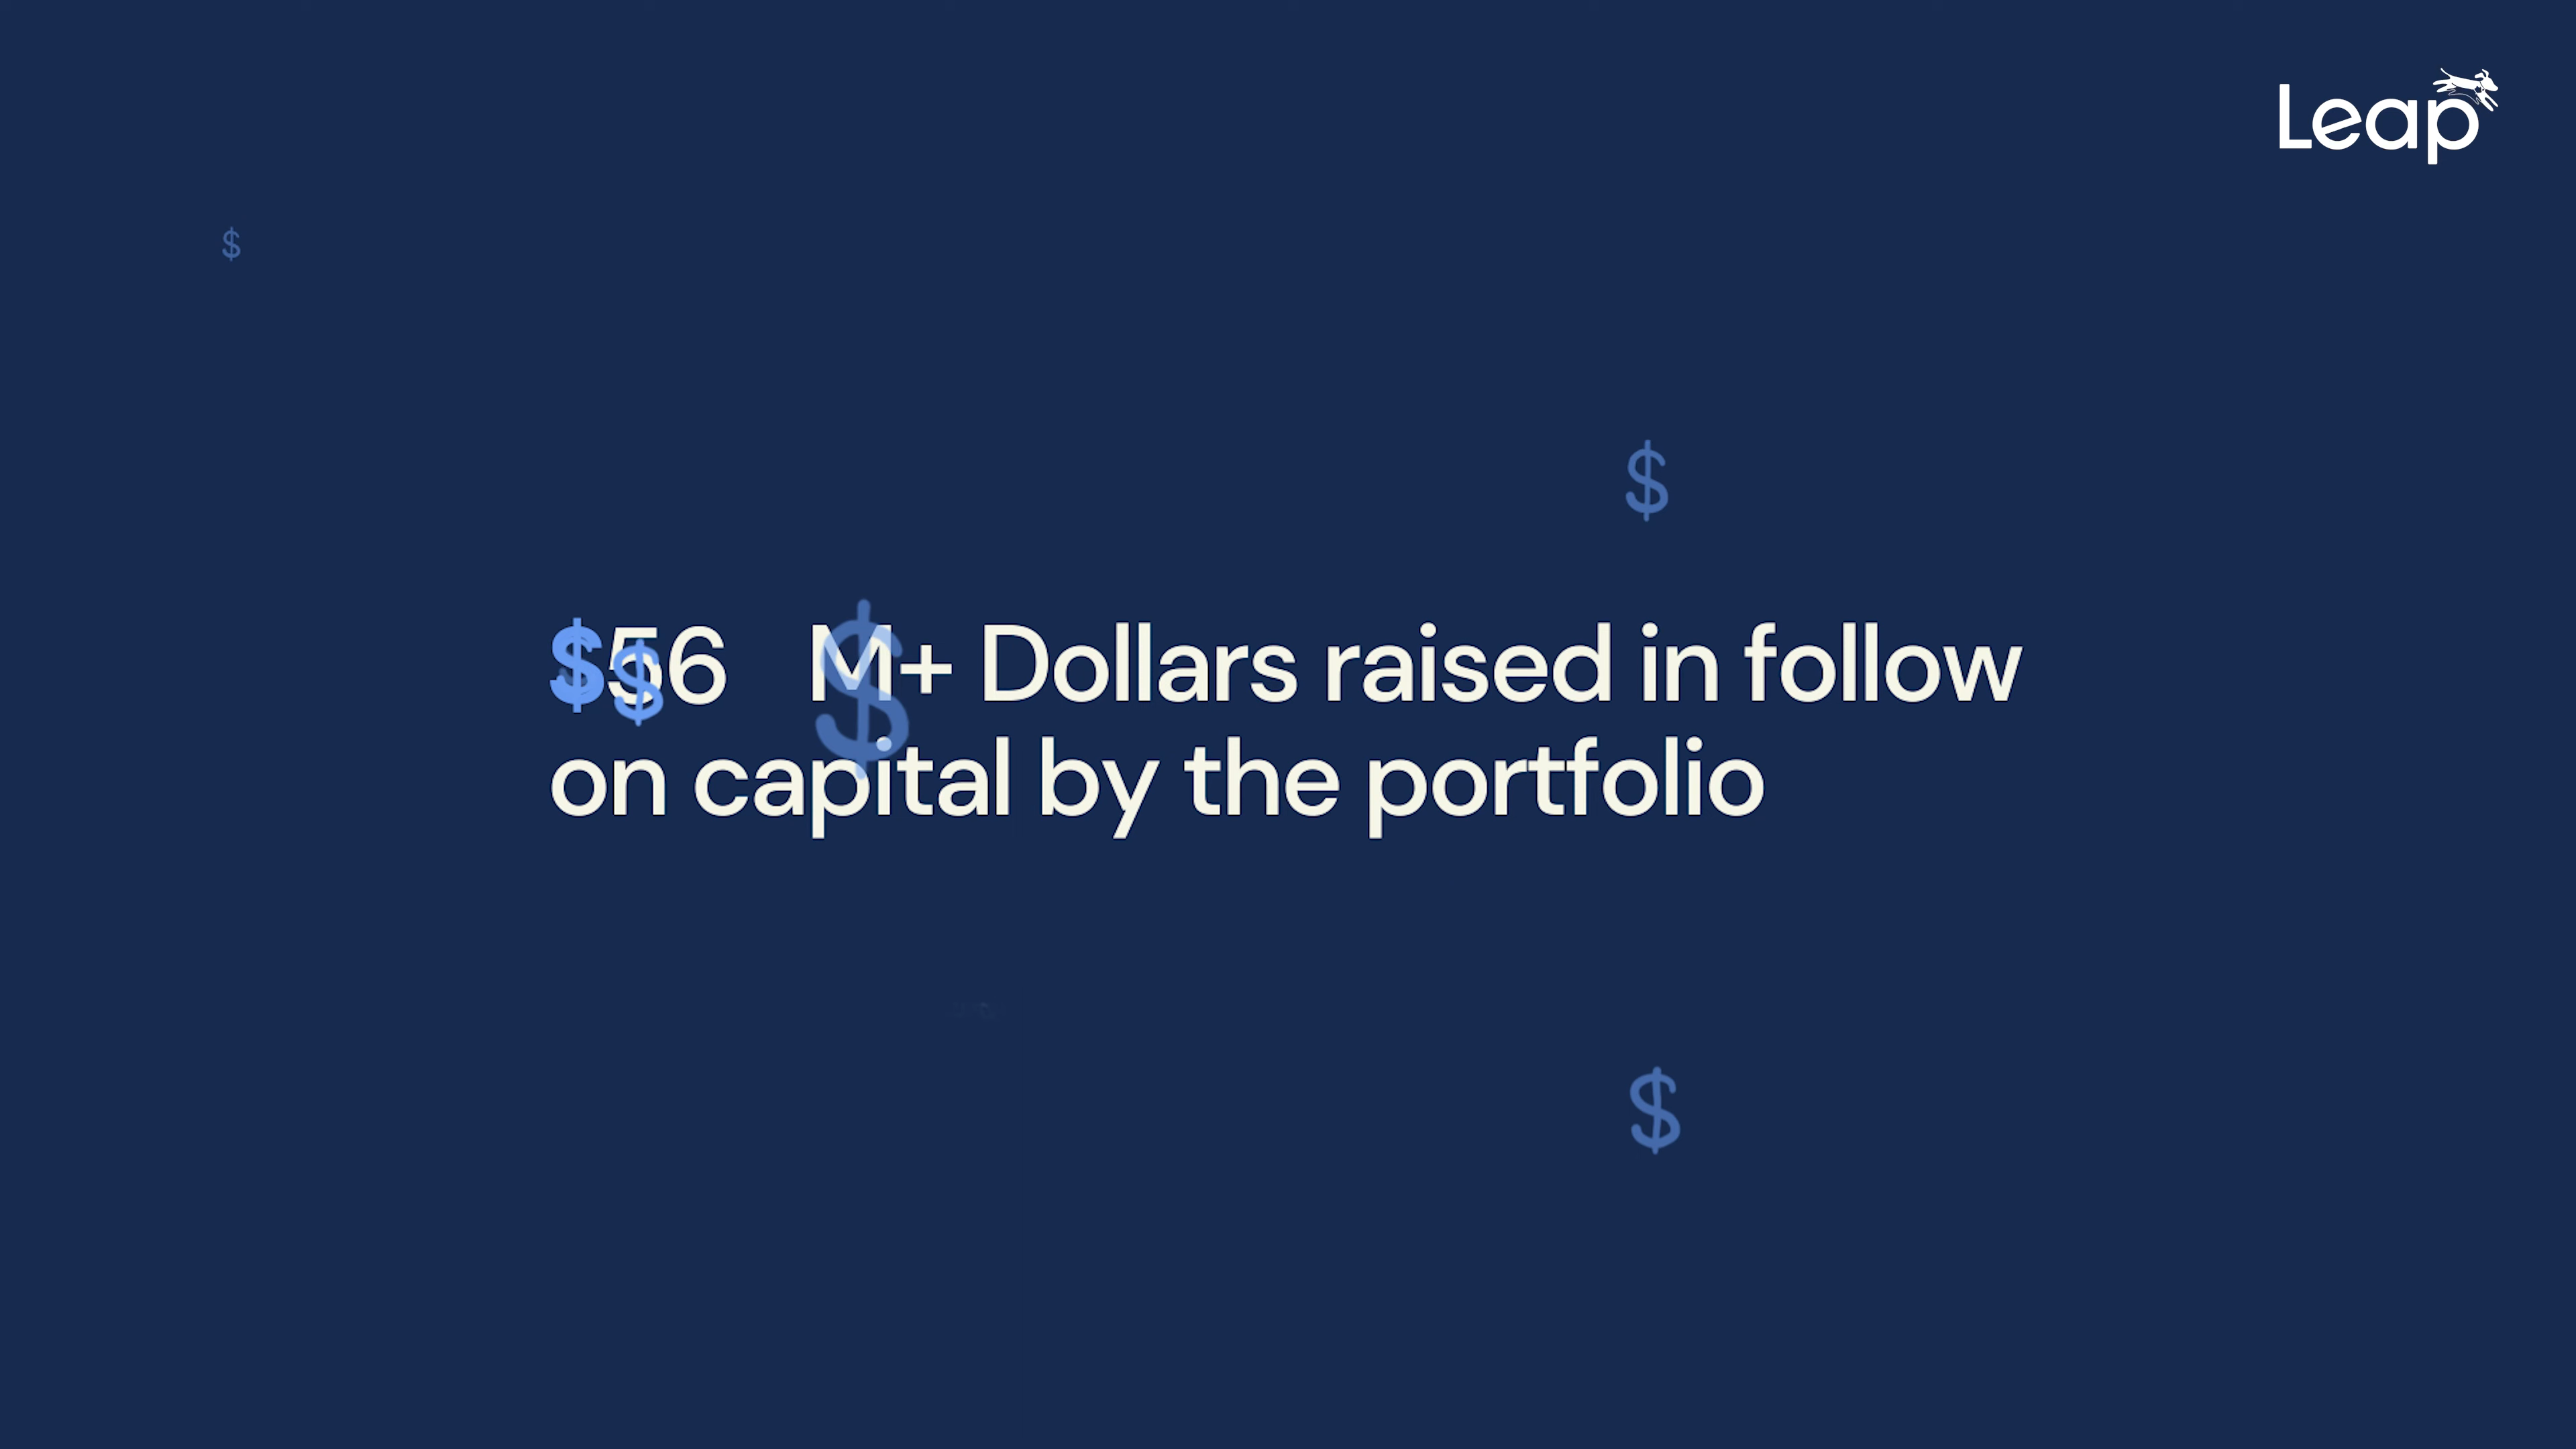 Leap
$
$
$56 M+ Dollars raised in follow
$
$
on capital by the portfolio
$